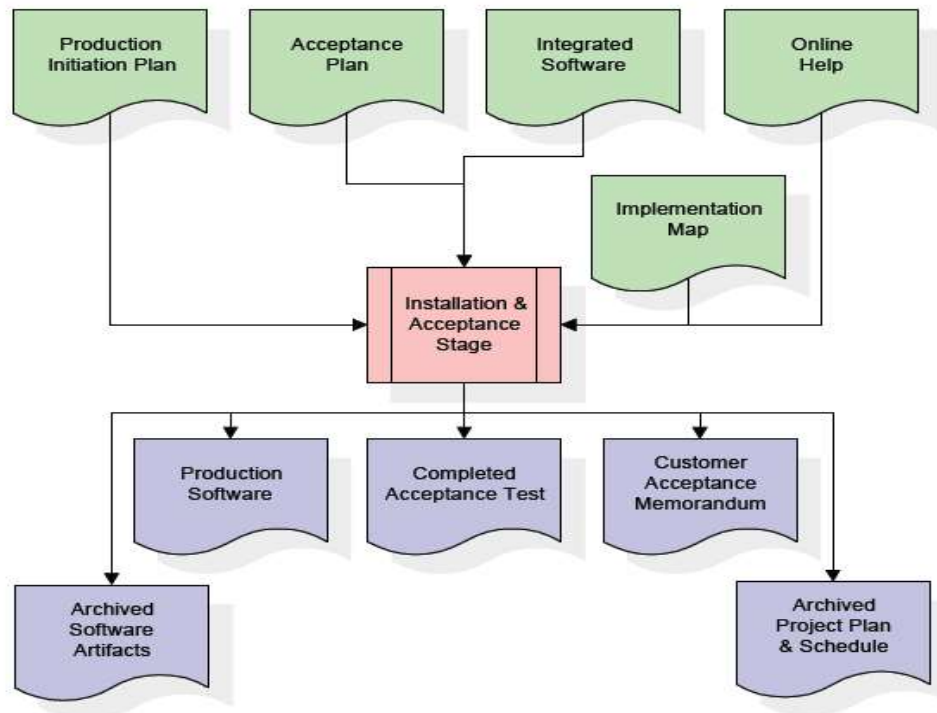 Production
Initiation Plan
Acceptance
Plan
Integrated
Software
Online
Help
Implementation
Map
Installation &
Acceptance
Stage
Production
Software
Completed
Acceptance Test
Customer
Acceptance
Memorandum
Archived
Software
Artifacts
Archived
Project Plan
& Schedule